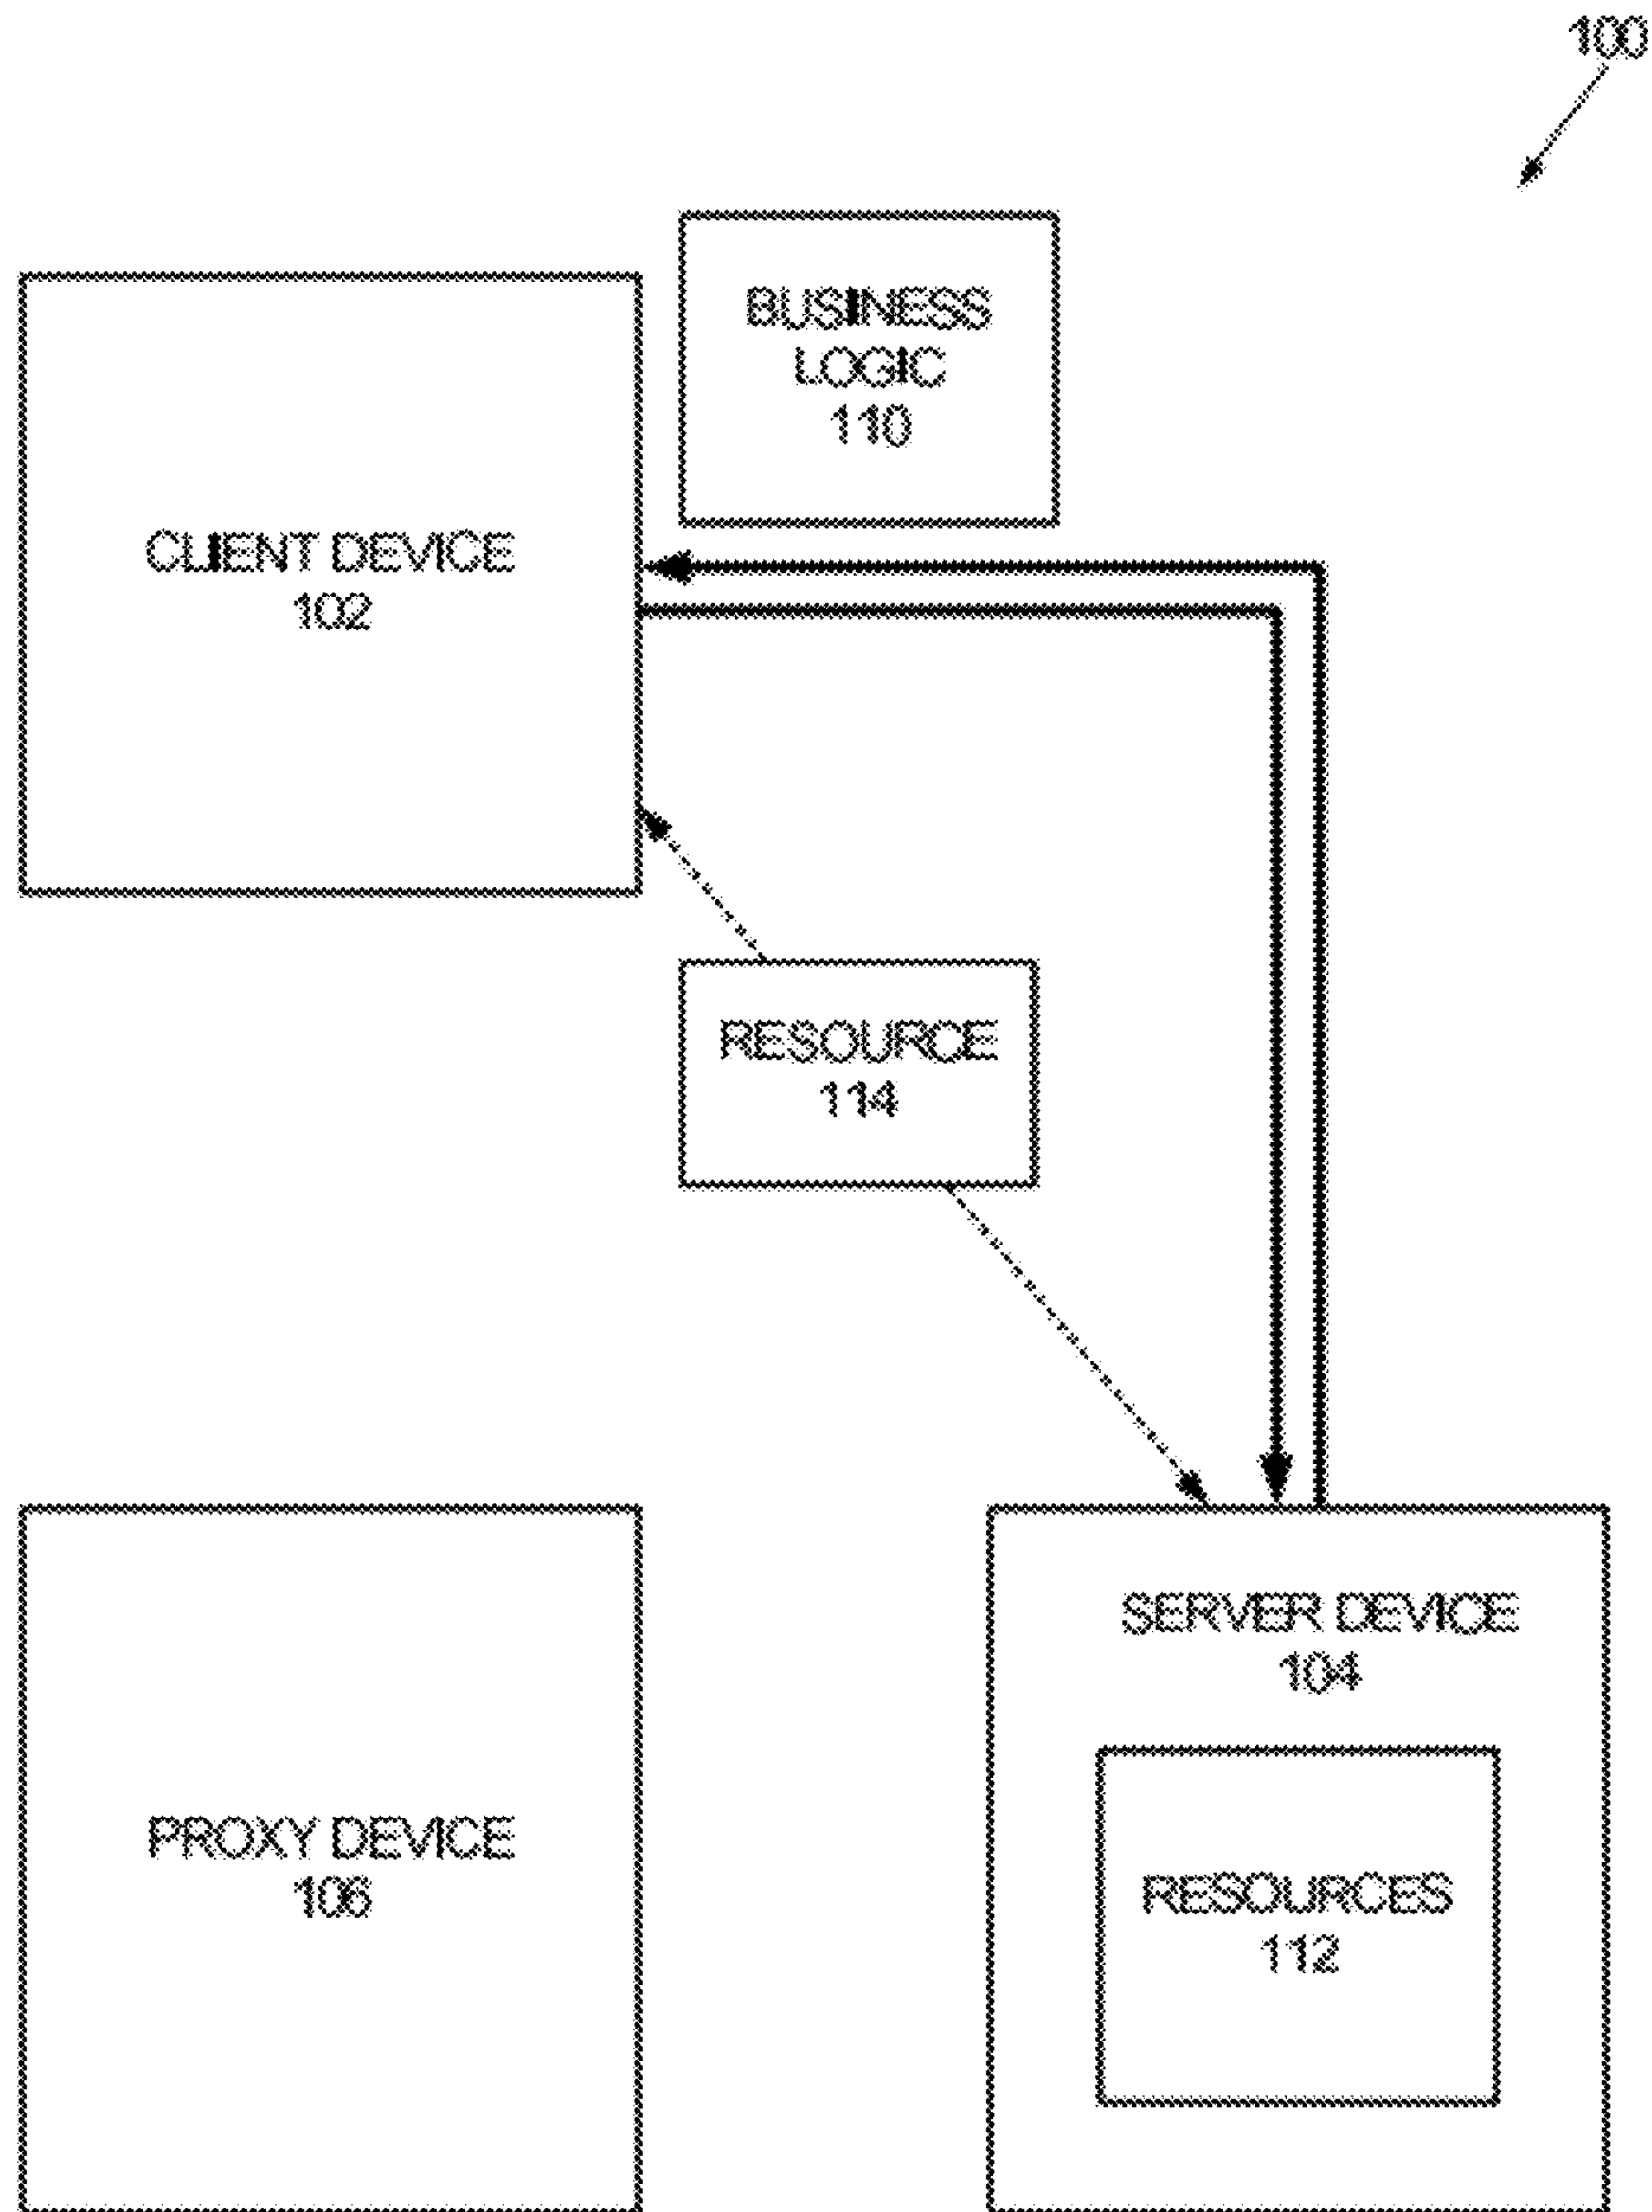 100
BUSINESS
LOGIC
110
CLIENT DEVICE
102
RESOURCE
114
SERVER DEVICE
104
PROXY DEVICE
106
RESOURCES
112